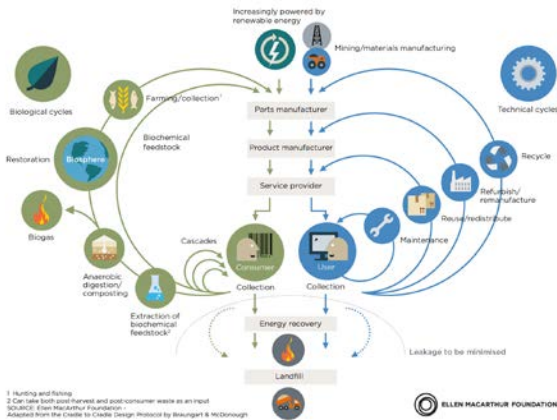 Increasingly powered by
renewable energy
Mining/materials manufacturing
Biological cycles
Technical cycles
Farming/collection¹
Parts manufacturer
Biochemical
feedstock
Restoration
Biosphere
Recycle
Product manufacturer
Refurbish/
remanufacture
Service provider
Reuse/redistribute
Biogas
Maintenance
Cascades
Consumer
User
Anaerobic
digestion/
composting
Collection
Collection
Extraction of
biochemical
feedstock²
Energy recovery
Leakage to be minimised
Landfill
1 Hunting and fishing
2 Can take both post-harvest and post-consumer waste as an input
SOURCE: Ellen MacArthur Foundation -
Adapted from the Cradle to Cradle Design Protocol by Braungart & McDonough
ELLEN MACARTHUR FOUNDATION